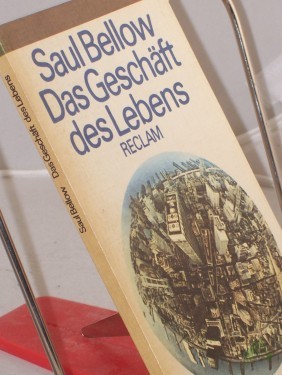 Saul Bellow
Das Geschäft
des Lebens
RECLAM
Saul Bellow Das Geschäft des Lebens